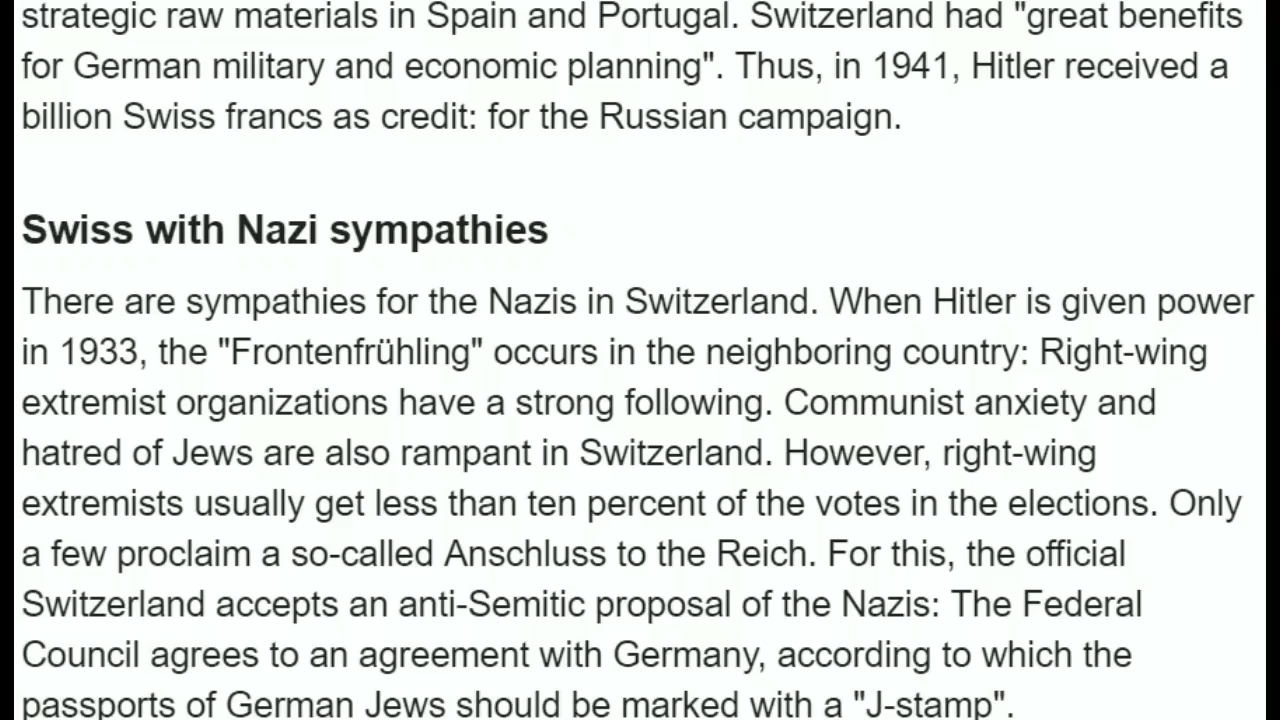 strategic raw materials in Spain and Portugal. Switzerland had "great benefits
for German military and economic planning". Thus, in 1941, Hitler received a
billion Swiss francs as credit: for the Russian campaign.
Swiss with Nazi sympathies
There are sympathies for the Nazis in Switzerland. When Hitler is given power
in 1933, the "Frontenfrühling" occurs in the neighboring country: Right-wing
extremist organizations have a strong following. Communist anxiety and
hatred of Jews are also rampant in Switzerland. However, right-wing
extremists usually get less than ten percent of the votes in the elections. Only
a few proclaim a so-called Anschluss to the Reich. For this, the official
Switzerland accepts an anti-Semitic proposal of the Nazis: The Federal
Council agrees to an agreement with Germany, according to which the
passports of German Jews should be marked with a "J-stamp".